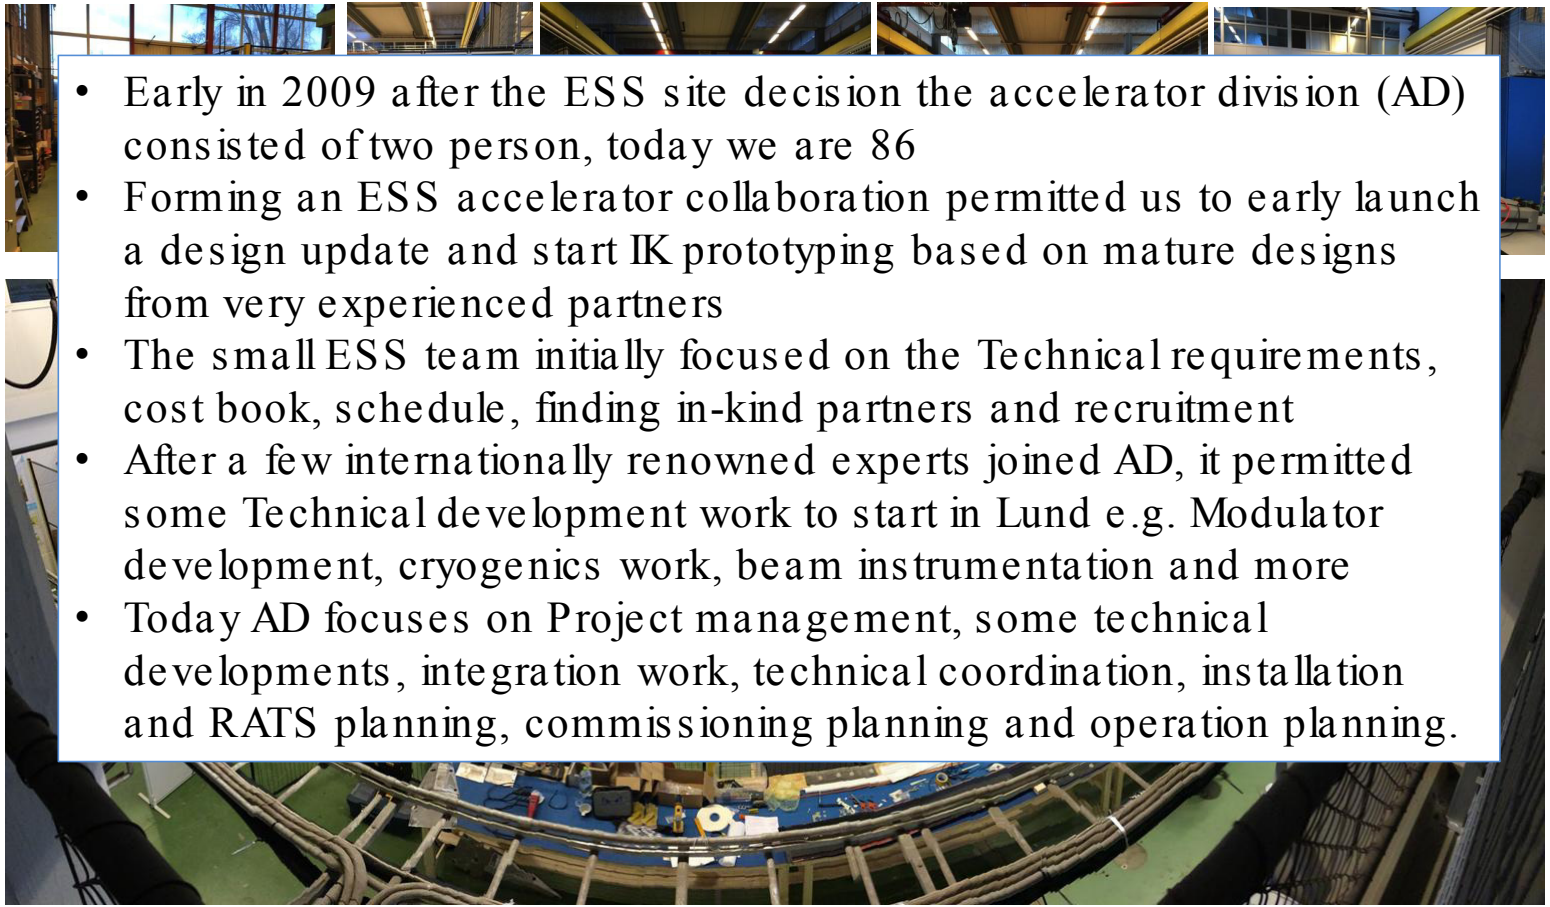 • Early in 2009 after the ESS site decision the accelerator division (AD)
consisted of two person, today we are 86
• Forming an ESS accelerator collaboration permitted us to early launch
a design update and start IK prototyping based on mature designs
from very experienced partners
• The small ESS team initially focused on the Technical requirements,
cost book, schedule, finding in-kind partners and recruitment
• After a few internationally renowned experts joined AD, it permitted
some Technical development work to start in Lund e.g. Modulator
development, cryogenics work, beam instrumentation and more
• Today AD focuses on Project management, some technical
developments, integration work, technical coordination, installation
and RATS planning, commissioning planning and operation planning.